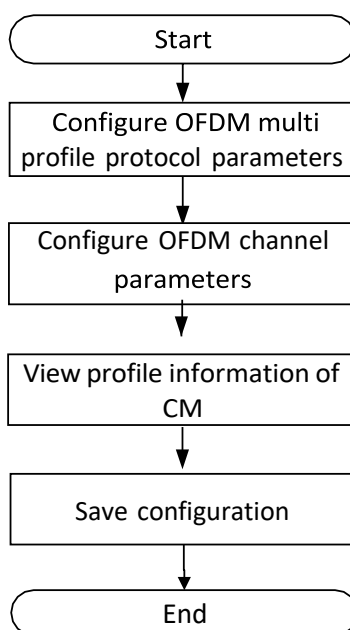 Start
Configure OFDM multi
profile protocol parameters
Configure OFDM channel
parameters
View profile information of
CM
Save configuration
End